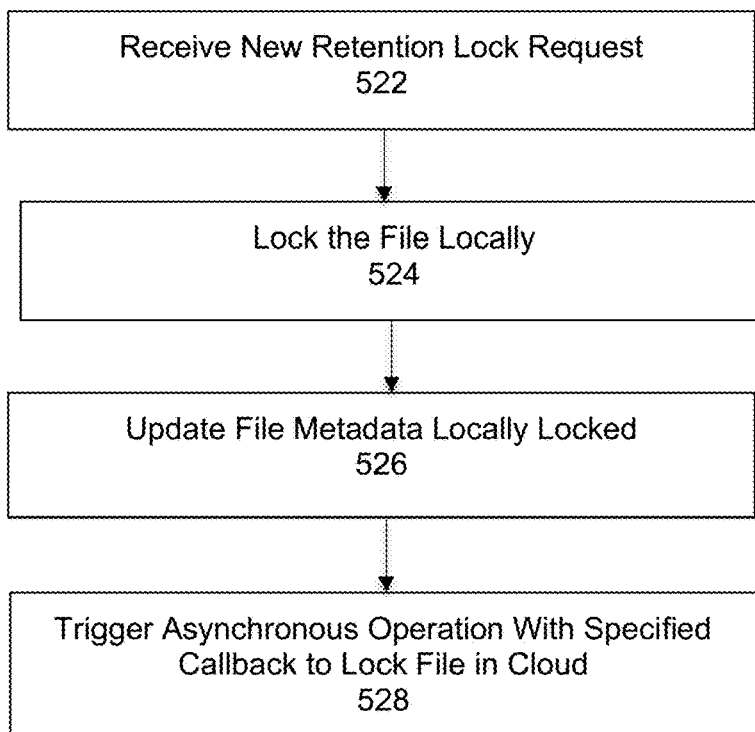 Receive New Retention Lock Request
522
Lock the File Locally
524
Update File Metadata Locally Locked
526
Trigger Asynchronous Operation With Specified
Callback to Lock File in Cloud
528